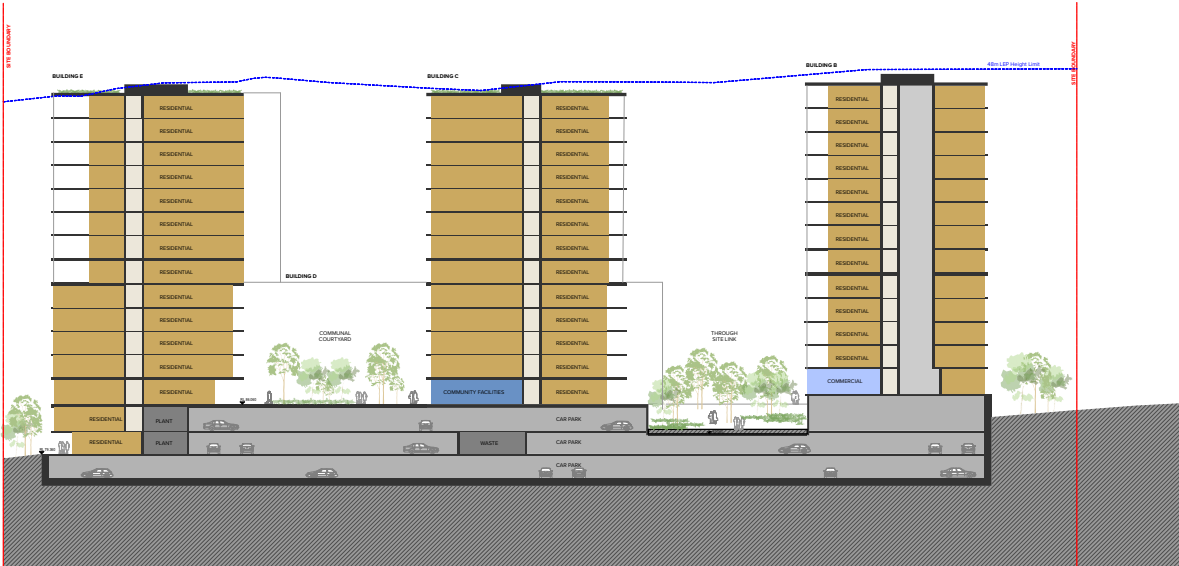 SITE BOUNDARY
BUILDING E
RESIDENTIAL
RESIDENTIAL
RESIDENTIAL
RESIDENTIAL
RESIDENTIAL
RESIDENTIAL
RESIDENTIAL
RESIDENTIAL
RESIDENTIAL
RESIDENTIAL
RESIDENTIAL
RESIDENTIAL
RESIDENTIAL
RESIDENTIAL
PLANT
RESIDENTIAL
PLANT
BUILDING D
COMMUNAL
COURTYARD
BUILDING C
RESIDENTIAL
RESIDENTIAL
RESIDENTIAL
RESIDENTIAL
RESIDENTIAL
RESIDENTIAL
RESIDENTIAL
RESIDENTIAL
RESIDENTIAL
RESIDENTIAL
RESIDENTIAL
RESIDENTIAL
COMMUNITY FACILITIES
RESIDENTIAL
CAR PARK
WASTE
CAR PARK
CAR PARK
THROUGH
SITE LINK
BUILDING B
RESIDENTIAL
RESIDENTIAL
RESIDENTIAL
RESIDENTIAL
RESIDENTIAL
RESIDENTIAL
RESIDENTIAL
RESIDENTIAL
RESIDENTIAL
RESIDENTIAL
RESIDENTIAL
RESIDENTIAL
COMMERCIAL
48m LEP Height Limit
SITE BOUNDARY